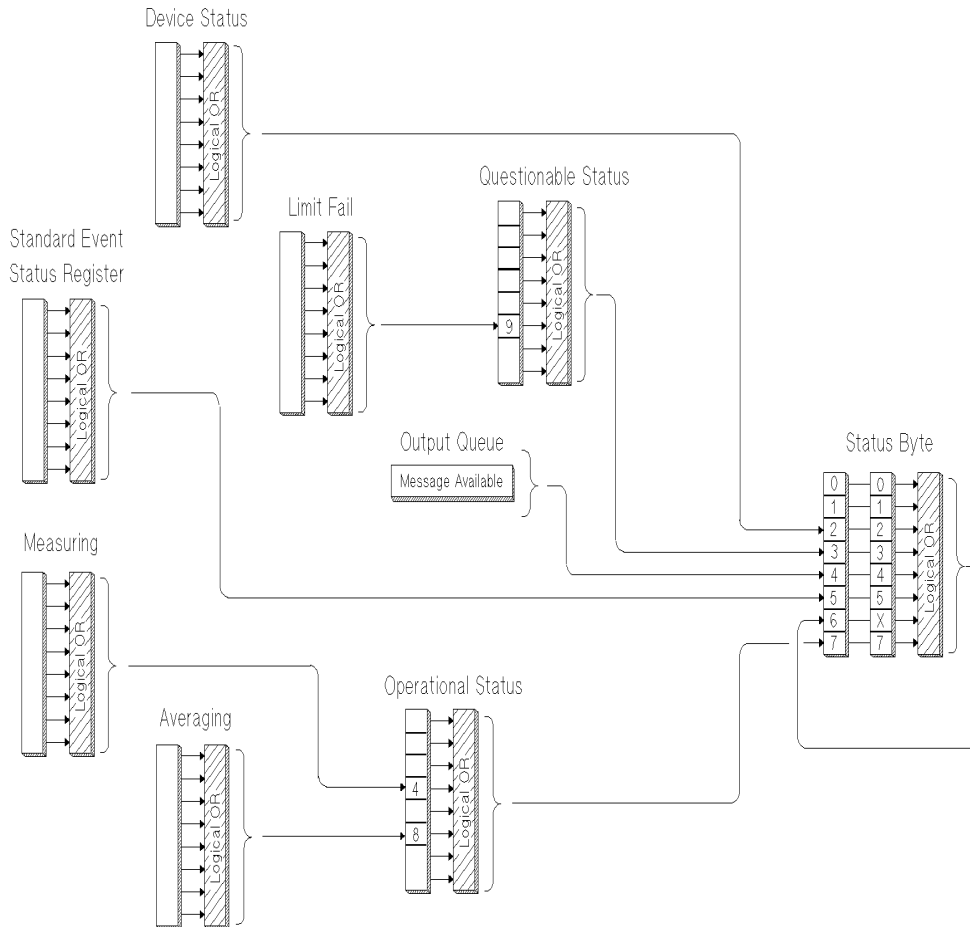 Device Status
Logical OR
Questionable Status
Limit Fail
Logical OR
9
Logical OR
Standard Event
Status Register
Logical OR
Output Queue
Message Available
Status Byte
0 0
1 1
2 2
3 3
4 4
5 5
6 X
7 7
Logical OR
Measuring
Logical OR
Operational Status
4
8
Logical OR
Averaging
Logical OR